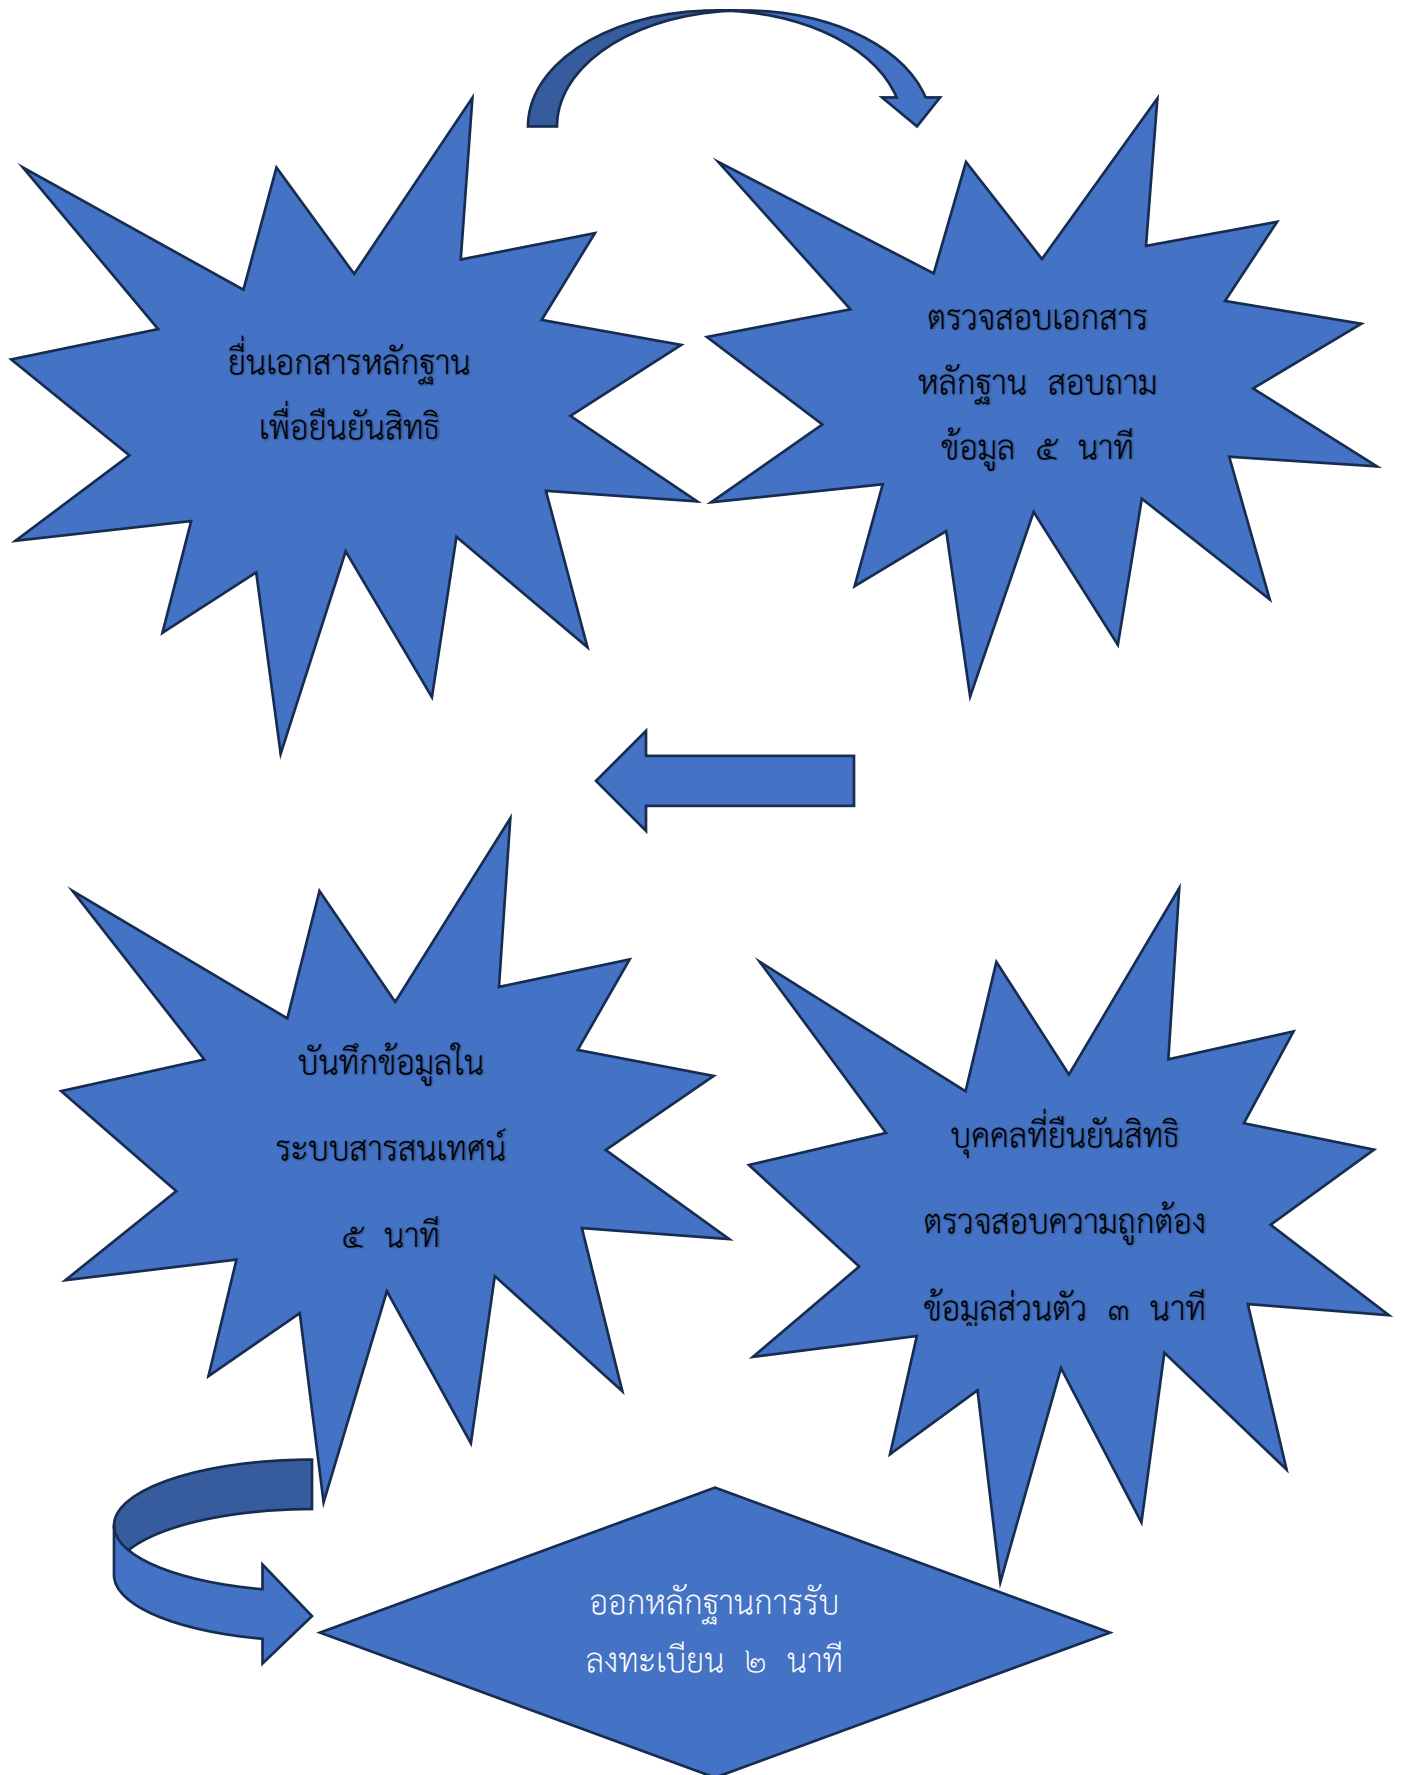 ยื่นเอกสารหลักฐาน
เพื่อยืนยันสิทธิ
ตรวจสอบเอกสาร
หลักฐาน สอบถาม
ข้อมูล ๕ นาที
บันทึกข้อมูลใน
ระบบสารสนเทศน์
๕ นาที
บุคคลที่ยืนยันสิทธิ
ตรวจสอบความถูกต้อง
ข้อมูลส่วนตัว ๓ นาที
ออกหลักฐานการรับ
ลงทะเบียน ๒ นาที